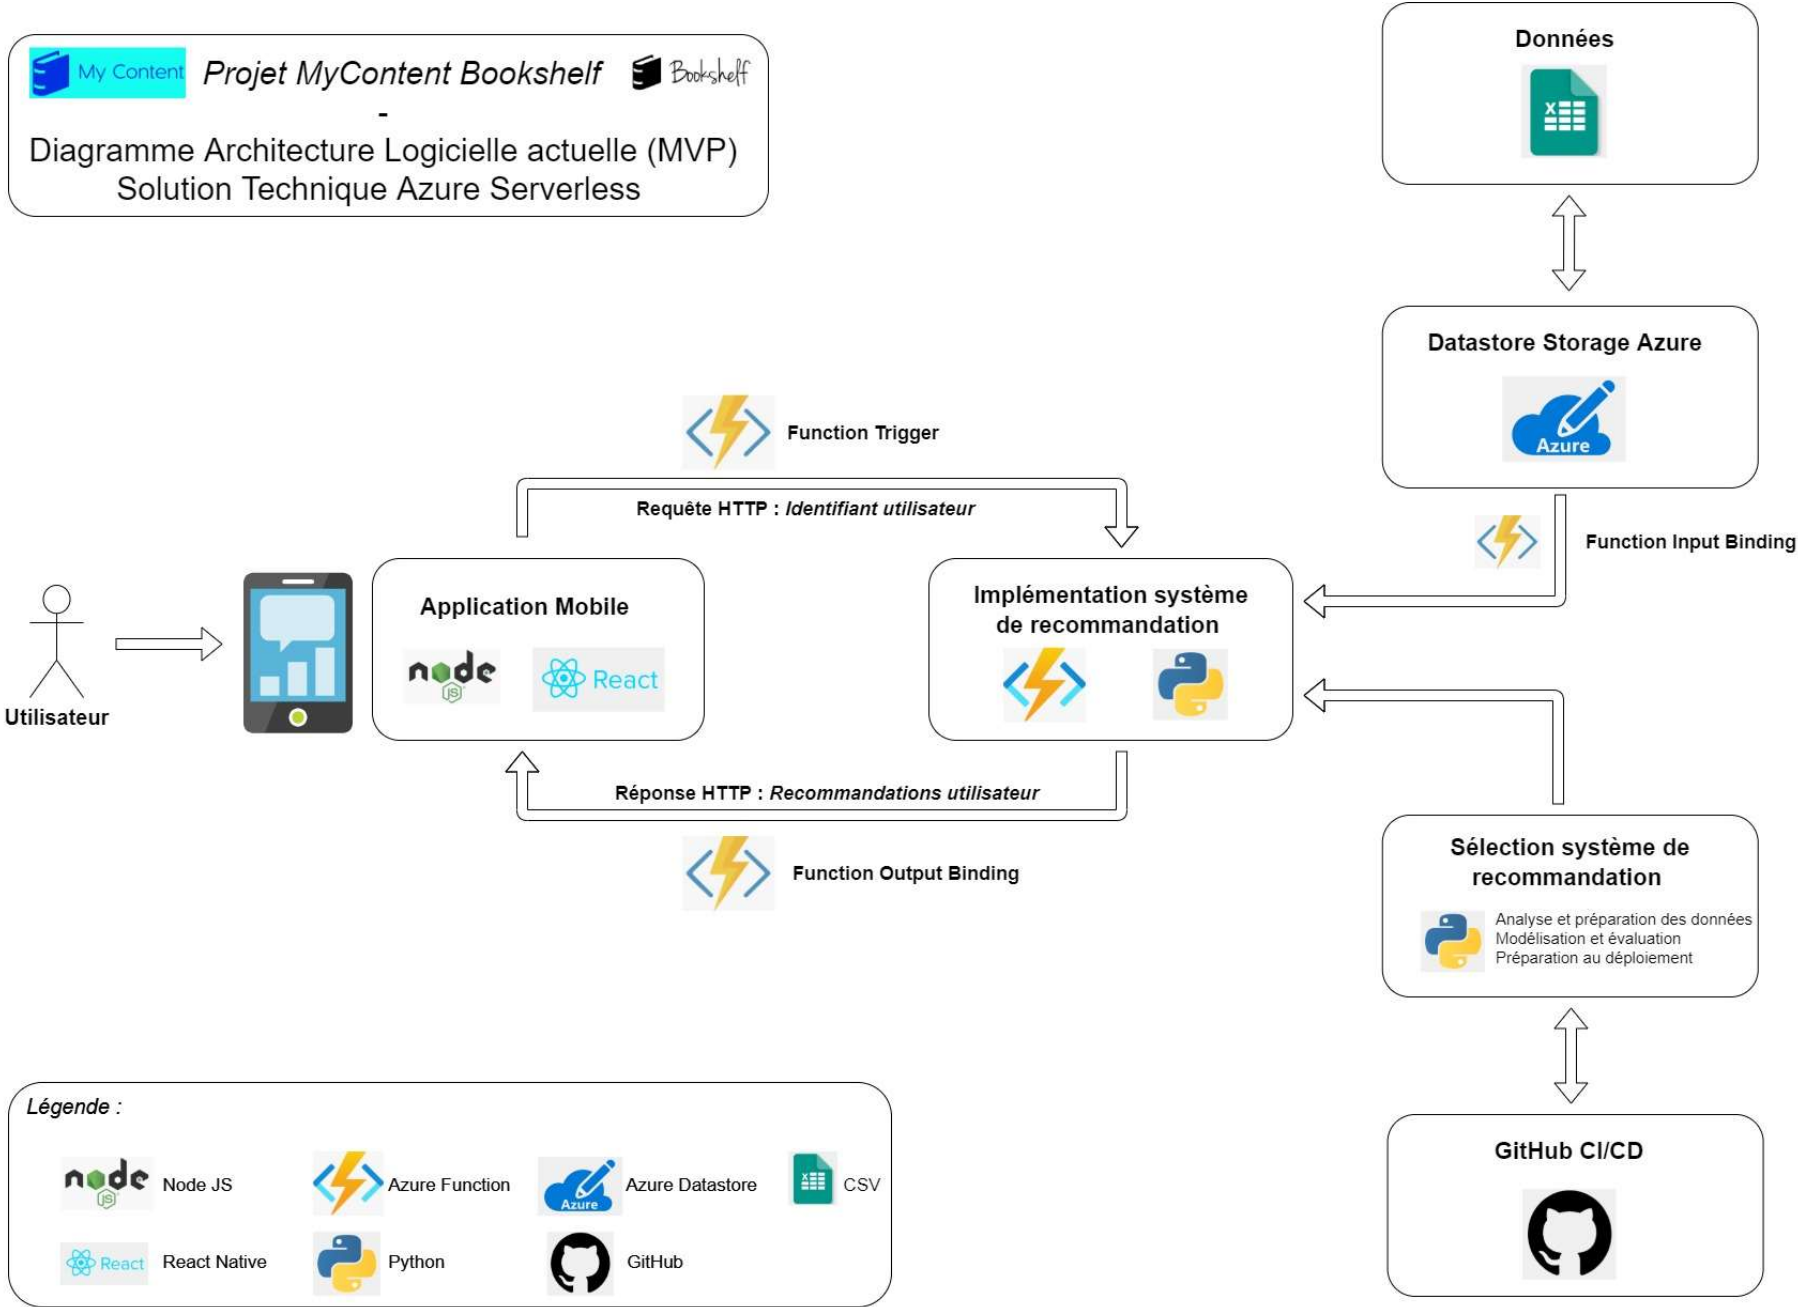 My Content
Projet MyContent Bookshelf
Bookshelf
-
Diagramme Architecture Logicielle actuelle (MVP)
Solution Technique Azure Serverless
Données
X
Datastore Storage Azure
Azure
Function Trigger
Requête HTTP : Identifiant utilisateur
Function Input Binding
Utilisateur
Application Mobile
node
JS
React
Implémentation système
de recommandation
Réponse HTTP : Recommandations utilisateur
Function Output Binding
Sélection système de
recommandation
Analyse et préparation des données
Modélisation et évaluation
Préparation au déploiement
GitHub CI/CD
Légende :
node
JS
Node JS
Azure Function
Azure
Azure Datastore
X
CSV
React
React Native
Python
GitHub